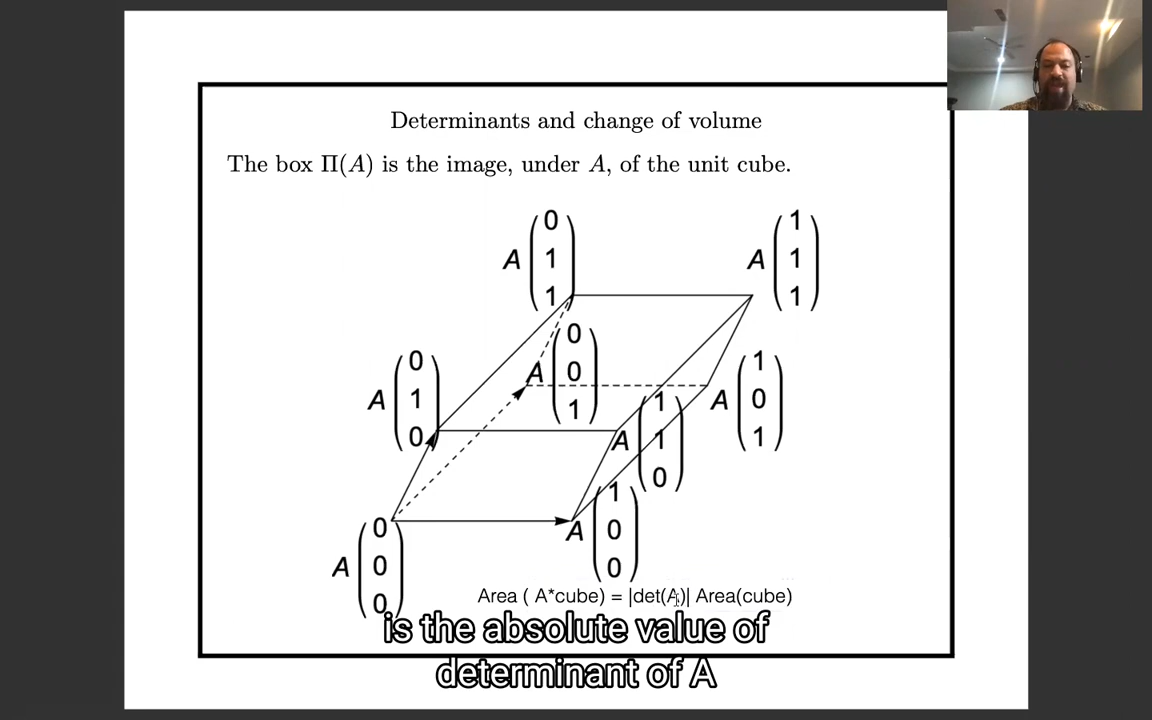 Determinants and change of volume
The box Π(A) is the image, under A, of the unit cube.
A (0 1 1)
A (1 1 1)
A (0 0 1)
A (0 1 0)
A (1 0 1)
A (1 1 0)
A (1 0 0)
A (0 0 0)
Area ( A*cube) = |det(A)| Area(cube)
is the absolute value of
determinant of A